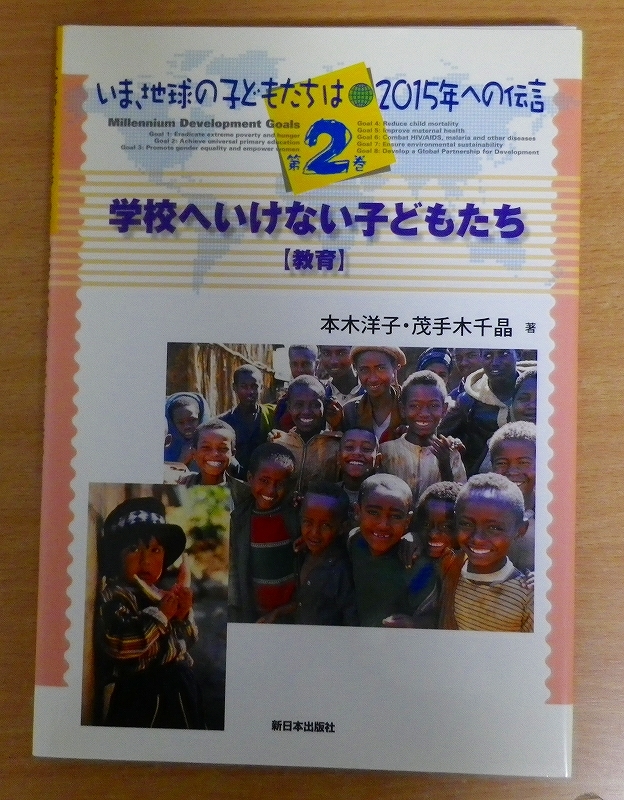 いま、地球の子どもたちは 2015年への伝言
Millennium Development Goals
Goal 1: Eradicate extreme poverty and hunger
Goal 2: Achieve universal primary education
Goal 3: Promote gender equality and empower women
Goal 4: Reduce child mortality
Goal 5: Improve maternal health
Goal 6: Combat HIV/AIDS, malaria and other diseases
Goal 7: Ensure environmental sustainability
Goal 8: Develop a Global Partnership for Development
第2巻
学校へいけない子どもたち
【教育】
本木洋子・茂手木千晶 著
新日本出版社